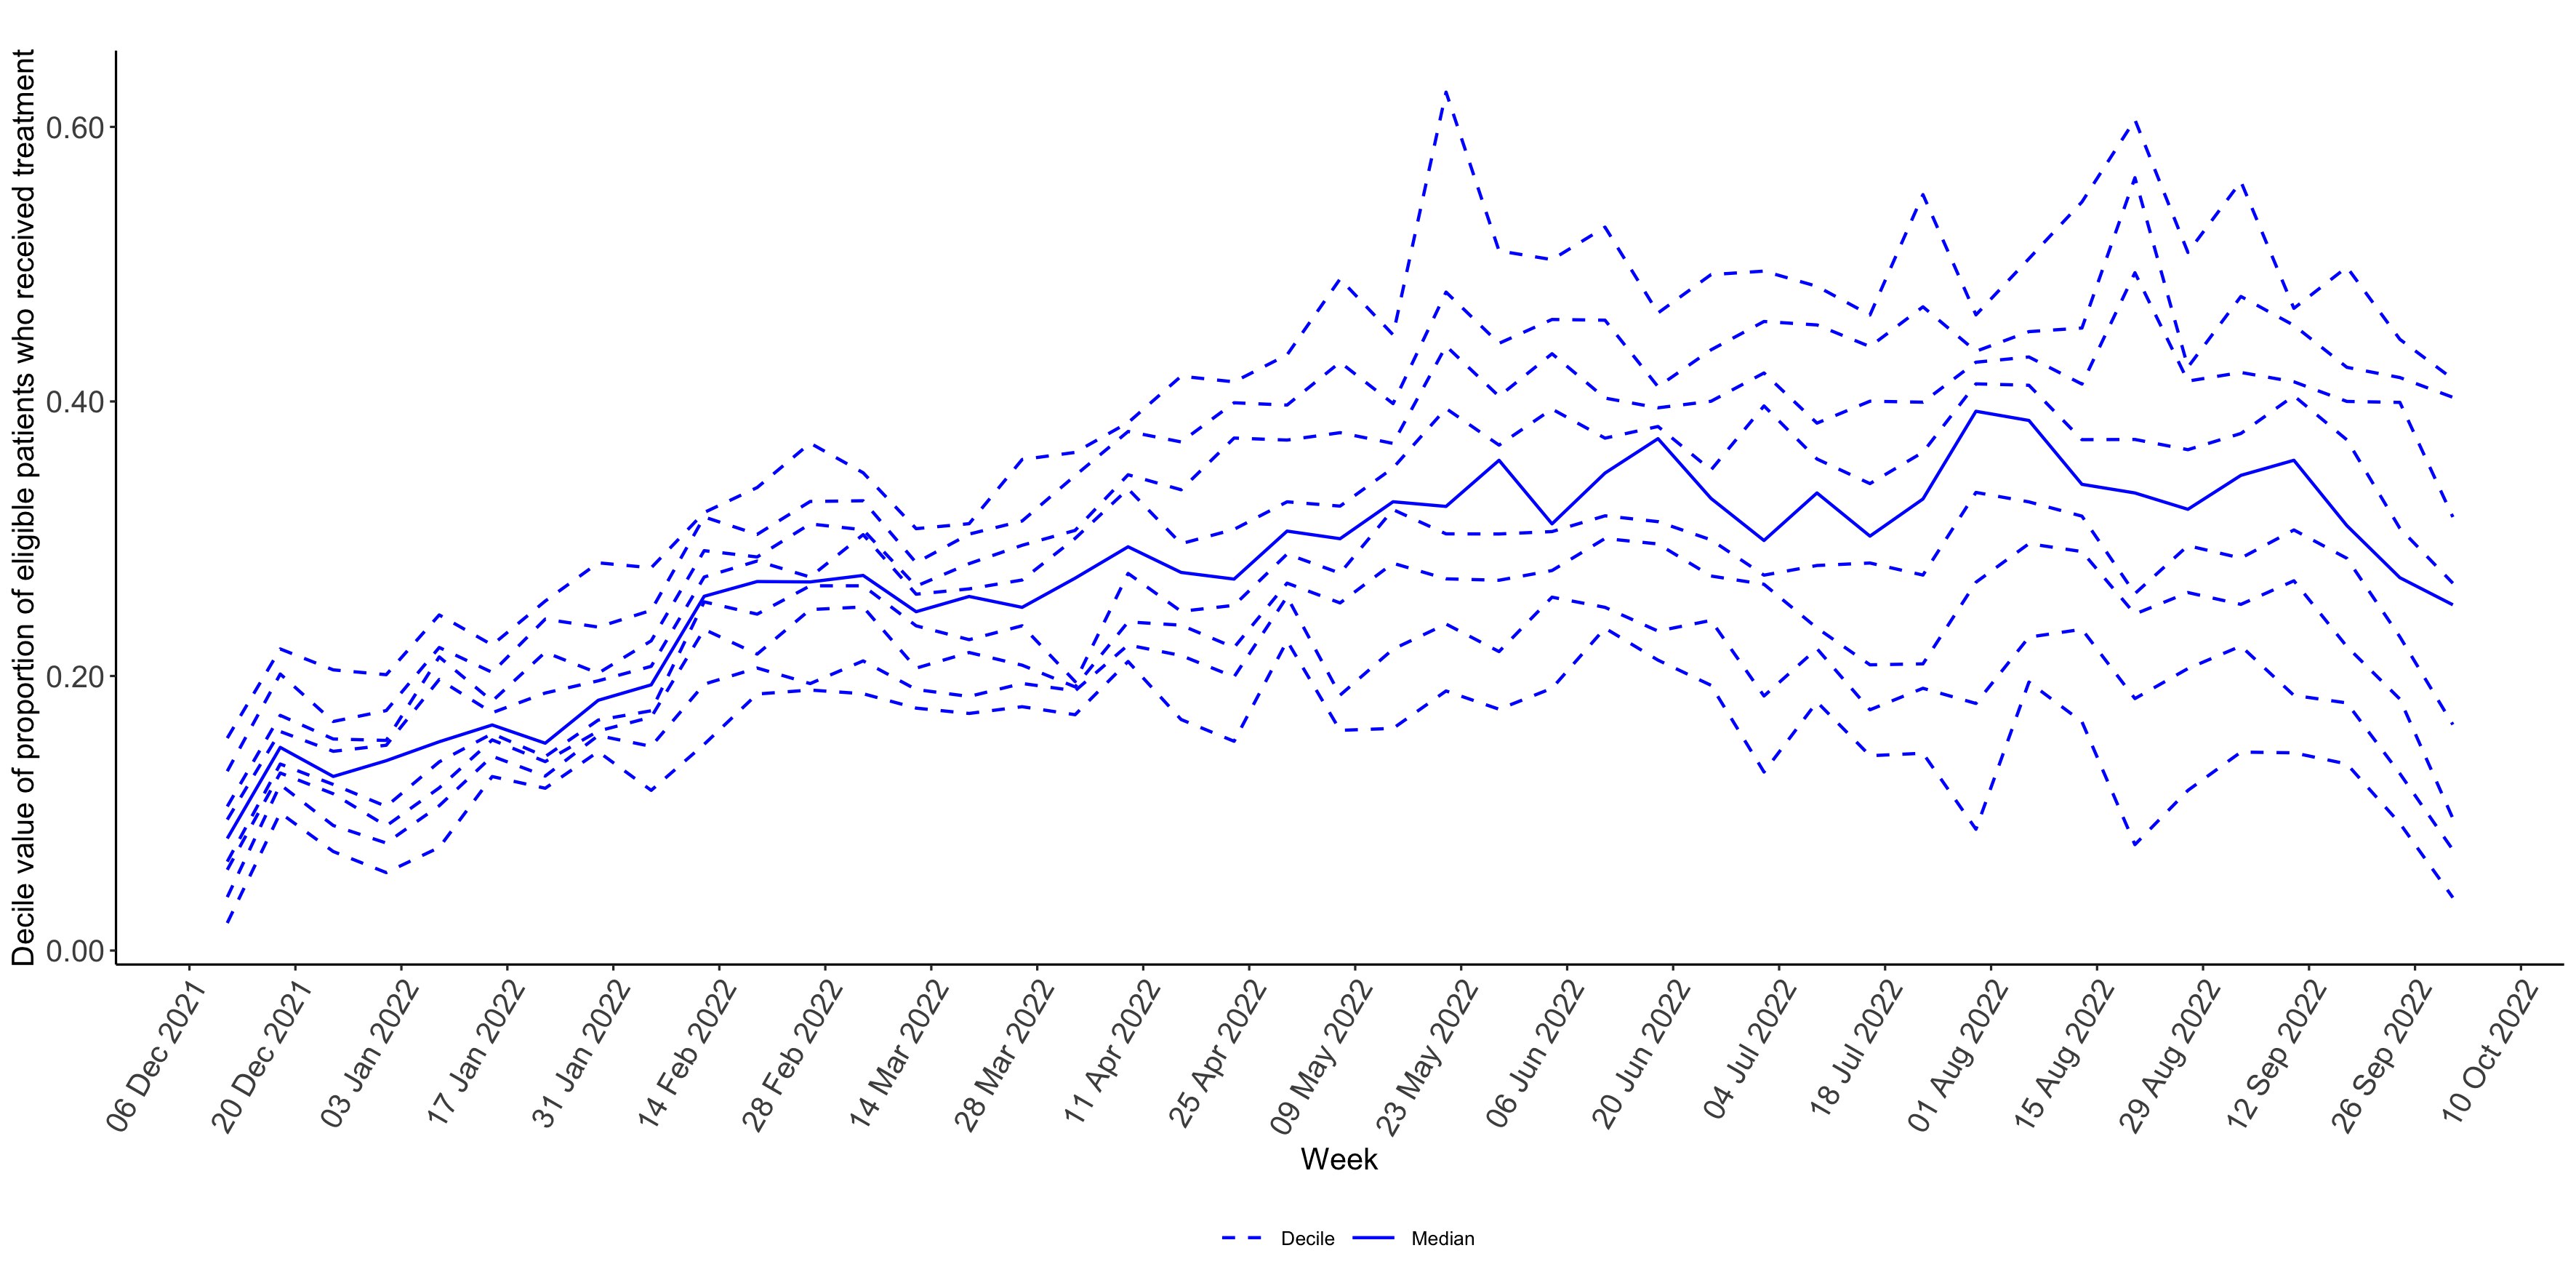 Decile value of proportion of eligible patients who received treatment
0.60
0.40
0.20
0.00
06 Dec 2021
20 Dec 2021
03 Jan 2022
17 Jan 2022
31 Jan 2022
14 Feb 2022
28 Feb 2022
14 Mar 2022
28 Mar 2022
11 Apr 2022
25 Apr 2022
09 May 2022
23 May 2022
06 Jun 2022
20 Jun 2022
04 Jul 2022
18 Jul 2022
01 Aug 2022
15 Aug 2022
29 Aug 2022
12 Sep 2022
26 Sep 2022
10 Oct 2022
Week
Decile Median